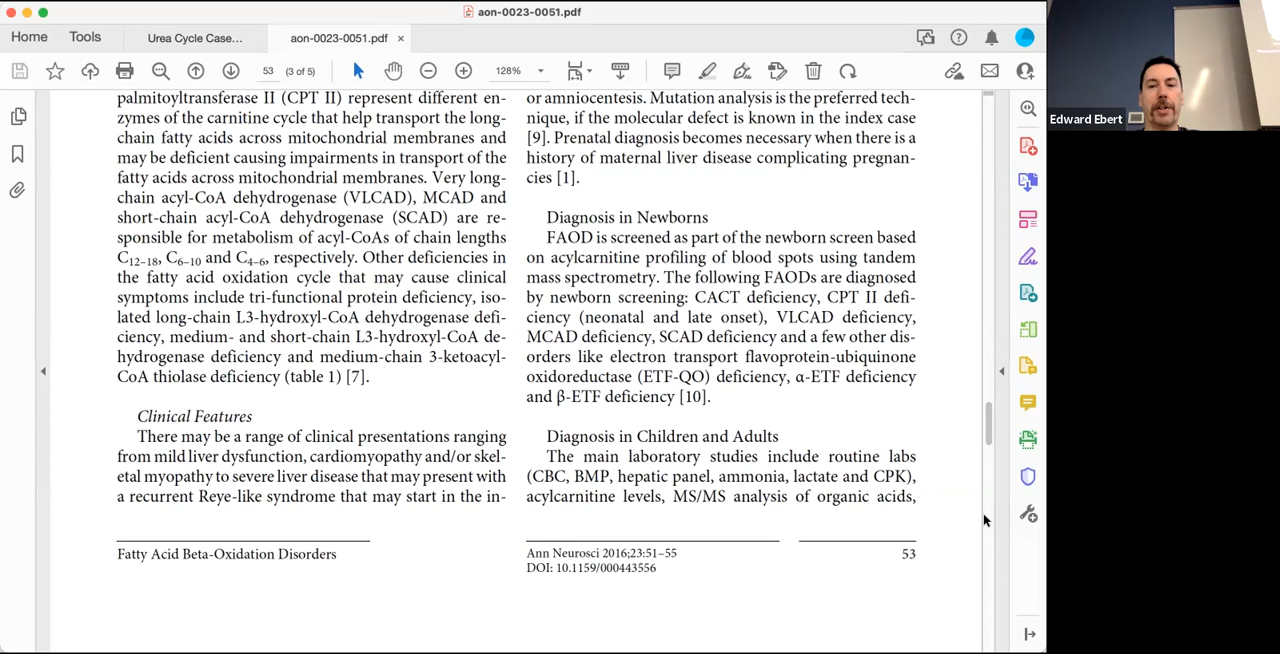 aon-0023-0051.pdf
Home
Tools
Urea Cycle Case...
aon-0023-0051.pdf
53
(3 of 5)
128%
palmitoyltransferase II (CPT II) represent different en-
zymes of the carnitine cycle that help transport the long-
chain fatty acids across mitochondrial membranes and
may be deficient causing impairments in transport of the
fatty acids across mitochondrial membranes. Very long-
chain acyl-CoA dehydrogenase (VLCAD), MCAD and
short-chain acyl-CoA dehydrogenase (SCAD) are re-
sponsible for metabolism of acyl-CoAs of chain lengths
C12–18, C6–10 and C4–6, respectively. Other deficiencies in
the fatty acid oxidation cycle that may cause clinical
symptoms include tri-functional protein deficiency, iso-
lated long-chain L3-hydroxyl-CoA dehydrogenase defi-
ciency, medium- and short-chain L3-hydroxyl-CoA de-
hydrogenase deficiency and medium-chain 3-ketoacyl-
CoA thiolase deficiency (table 1) [7].
Clinical Features
There may be a range of clinical presentations ranging
from mild liver dysfunction, cardiomyopathy and/or skel-
etal myopathy to severe liver disease that may present with
a recurrent Reye-like syndrome that may start in the in-
or amniocentesis. Mutation analysis is the preferred tech-
nique, if the molecular defect is known in the index case
[9]. Prenatal diagnosis becomes necessary when there is a
history of maternal liver disease complicating pregnan-
cies [1].
Diagnosis in Newborns
FAOD is screened as part of the newborn screen based
on acylcarnitine profiling of blood spots using tandem
mass spectrometry. The following FAODs are diagnosed
by newborn screening: CACT deficiency, CPT II defi-
ciency (neonatal and late onset), VLCAD deficiency,
MCAD deficiency, SCAD deficiency and a few other dis-
orders like electron transport flavoprotein-ubiquinone
oxidoreductase (ETF-QO) deficiency, α-ETF deficiency
and β-ETF deficiency [10].
Diagnosis in Children and Adults
The main laboratory studies include routine labs
(CBC, BMP, hepatic panel, ammonia, lactate and CPK),
acylcarnitine levels, MS/MS analysis of organic acids,
Fatty Acid Beta-Oxidation Disorders
Ann Neurosci 2016;23:51–55
DOI: 10.1159/000443556
53
Edward Ebert